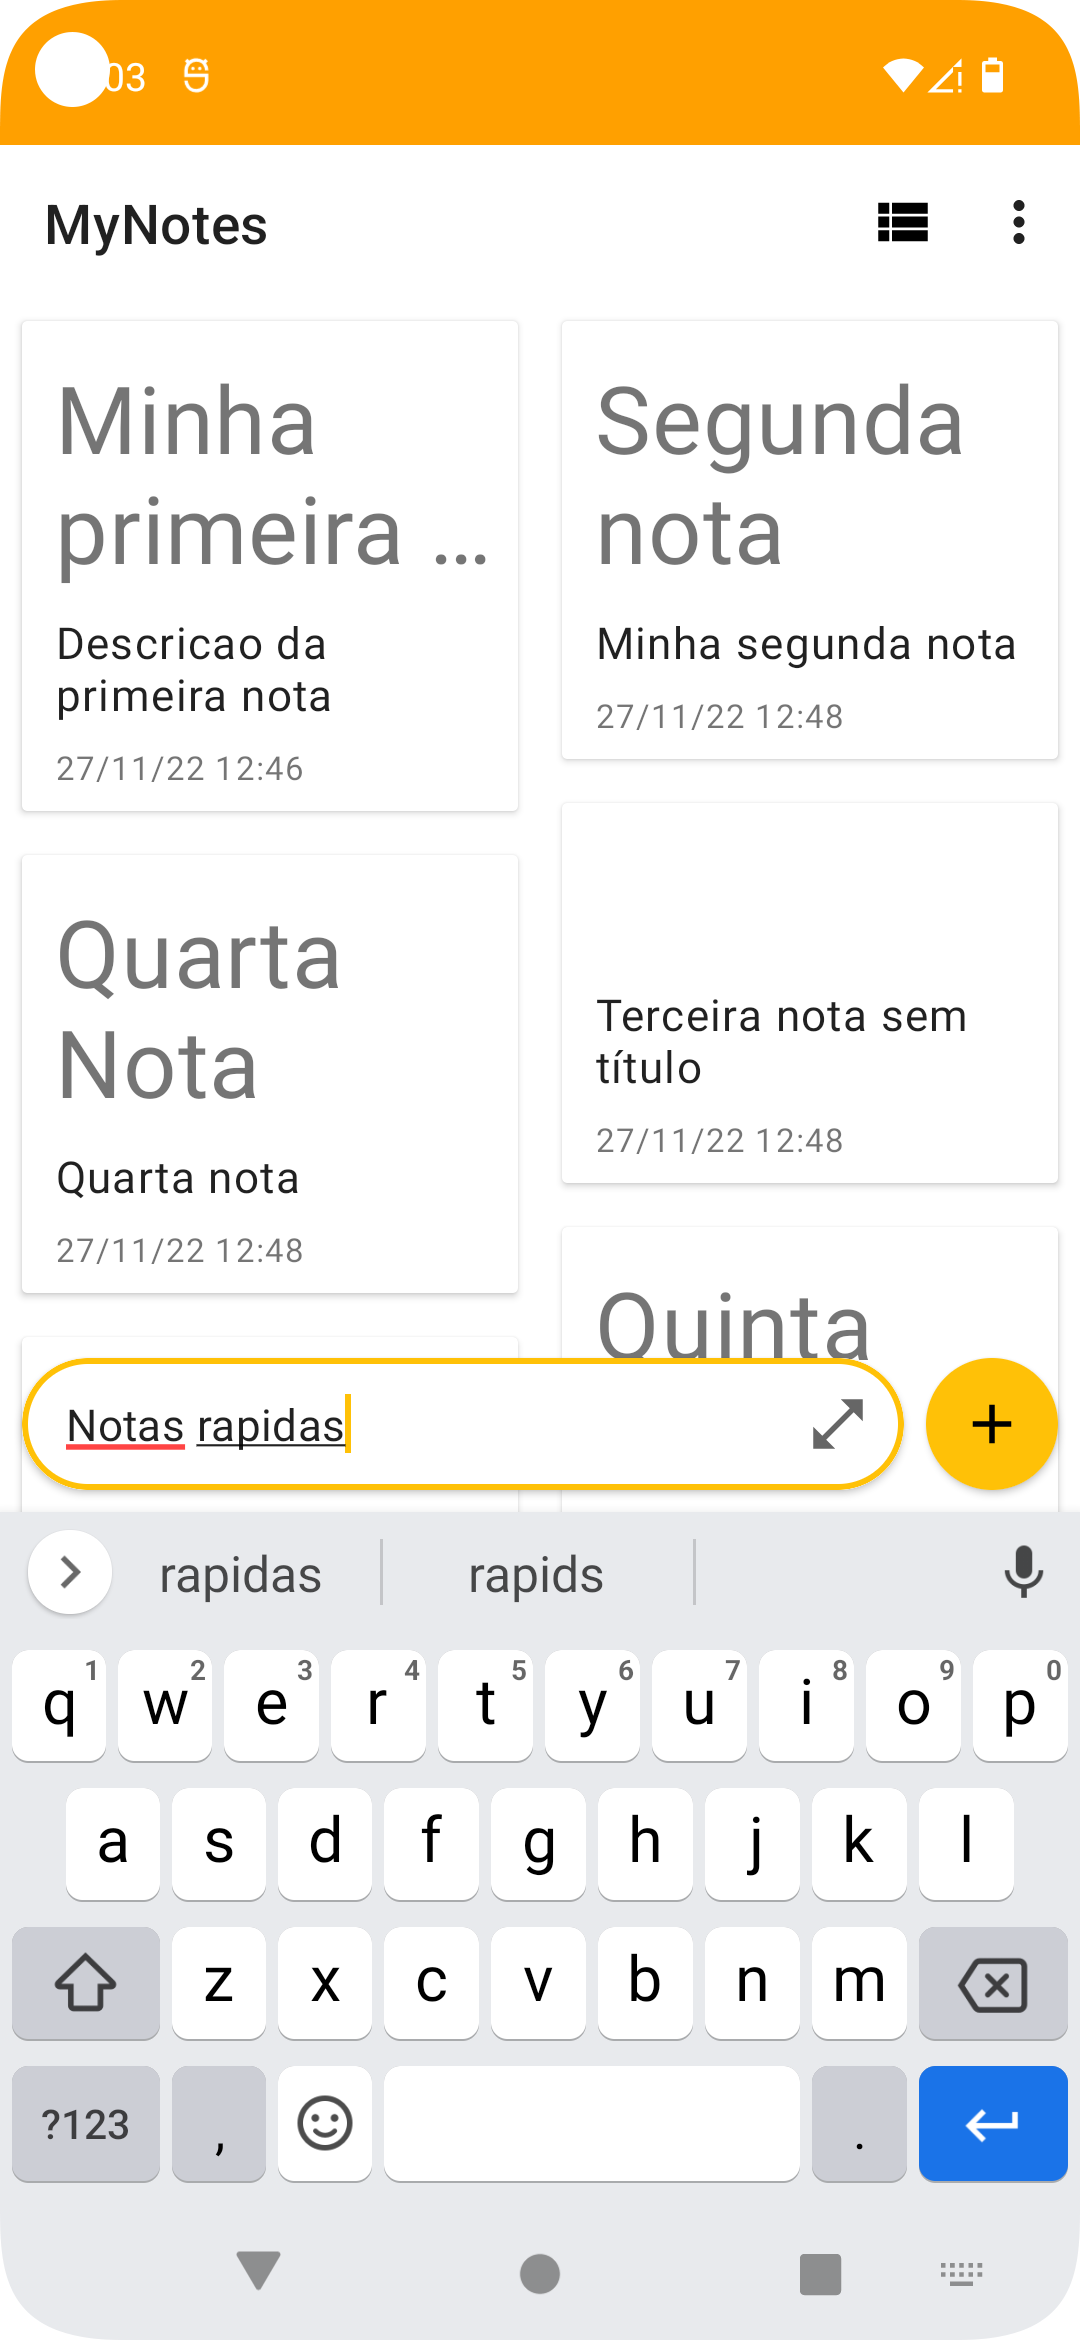 03
MyNotes
Minha
primeira ...
Descricao da
primeira nota
27/11/22 12:46
Segunda
nota
Minha segunda nota
27/11/22 12:48
Quarta
Nota
Quarta nota
27/11/22 12:48
Terceira nota sem
título
27/11/22 12:48
Quinta
Notas rapidas
rapidas
rapids
q 1 w 2 e 3 r 4 t 5 y 6 u 7 i 8 o 9 p 0
a s d f g h j k l
z x c v b n m
?123 , .